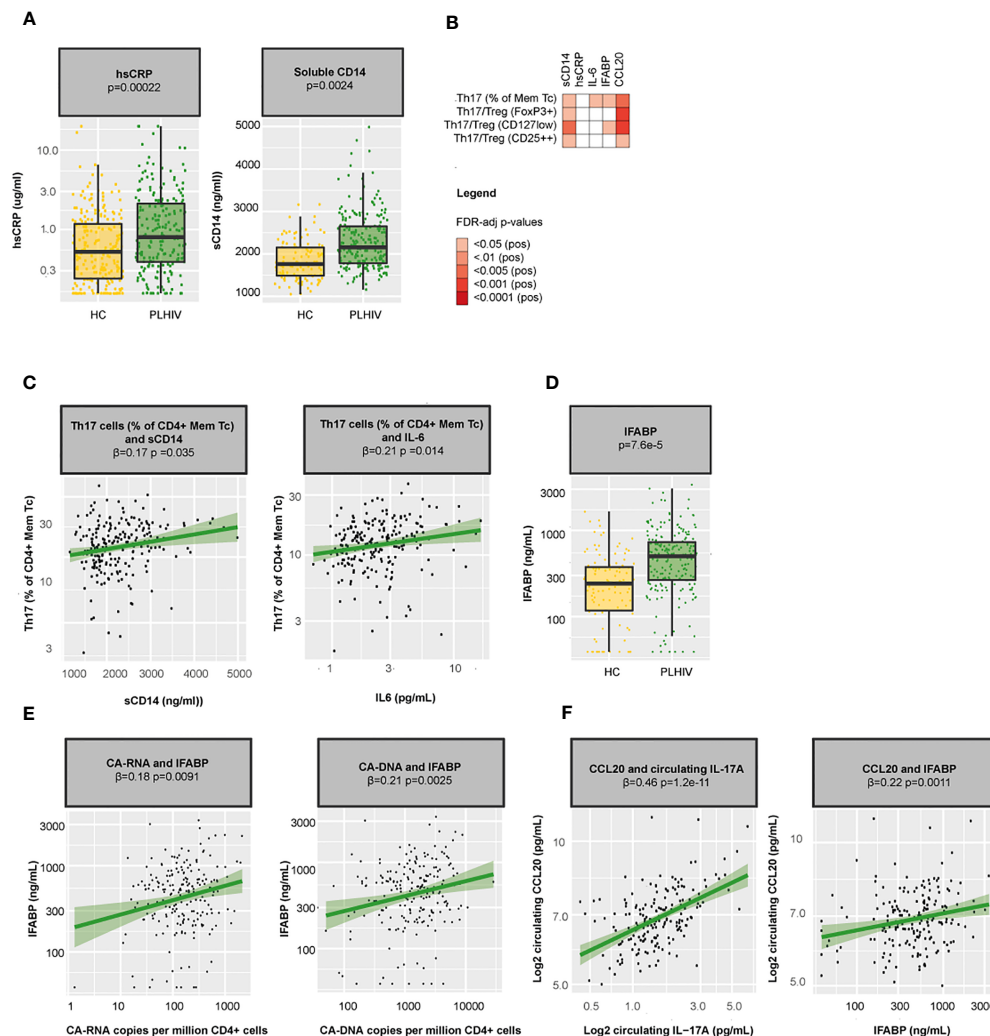 A
hsCRP
p=0.00022
hsCRP (ug/ml)
10.0
3.0
1.0
0.3
HC
PLHIV
Soluble CD14
p=0.0024
sCD14 (ng/ml))
5000
4000
3000
2000
1000
HC
PLHIV
B
sCD14
hsCRP
IL-6
IFABP
CCL20
Th17 (% of Mem Tc)
Th17/Treg (FoxP3+)
Th17/Treg (CD127low)
Th17/Treg (CD25++)
Legend
FDR-adj p-values
<0.05 (pos)
<.01 (pos)
<0.005 (pos)
<0.001 (pos)
<0.0001 (pos)
C
Th17 cells (% of CD4+ Mem Tc)
and sCD14
β=0.17 p =0.035
Th17 (% of CD4+ Mem Tc)
30
10
3
1000
2000
3000
4000
5000
sCD14 (ng/ml))
Th17 cells (% of CD4+ Mem Tc)
and IL-6
β=0.21 p =0.014
Th17 (% of CD4+ Mem Tc)
30
10
3
1
3
10
IL6 (pg/mL)
D
IFABP
p=7.6e-5
IFABP (ng/mL)
3000
1000
300
100
HC
PLHIV
E
CA-RNA and IFABP
β=0.18 p=0.0091
IFABP (ng/mL)
3000
1000
300
100
1
10
100
1000
CA-RNA copies per million CD4+ cells
CA-DNA and IFABP
β=0.21 p=0.0025
IFABP (ng/mL)
3000
1000
300
100
100
1000
10000
CA-DNA copies per million CD4+ cells
F
CCL20 and circulating IL-17A
β=0.46 p=1.2e-11
Log2 circulating CCL20 (pg/mL)
10
7.0
5.0
0.5
1.0
3.0
5.0
Log2 circulating IL−17A (pg/mL)
CCL20 and IFABP
β=0.22 p=0.0011
Log2 circulating CCL20 (pg/mL)
10
7.0
5.0
100
300
1000
3000
IFABP (ng/mL)